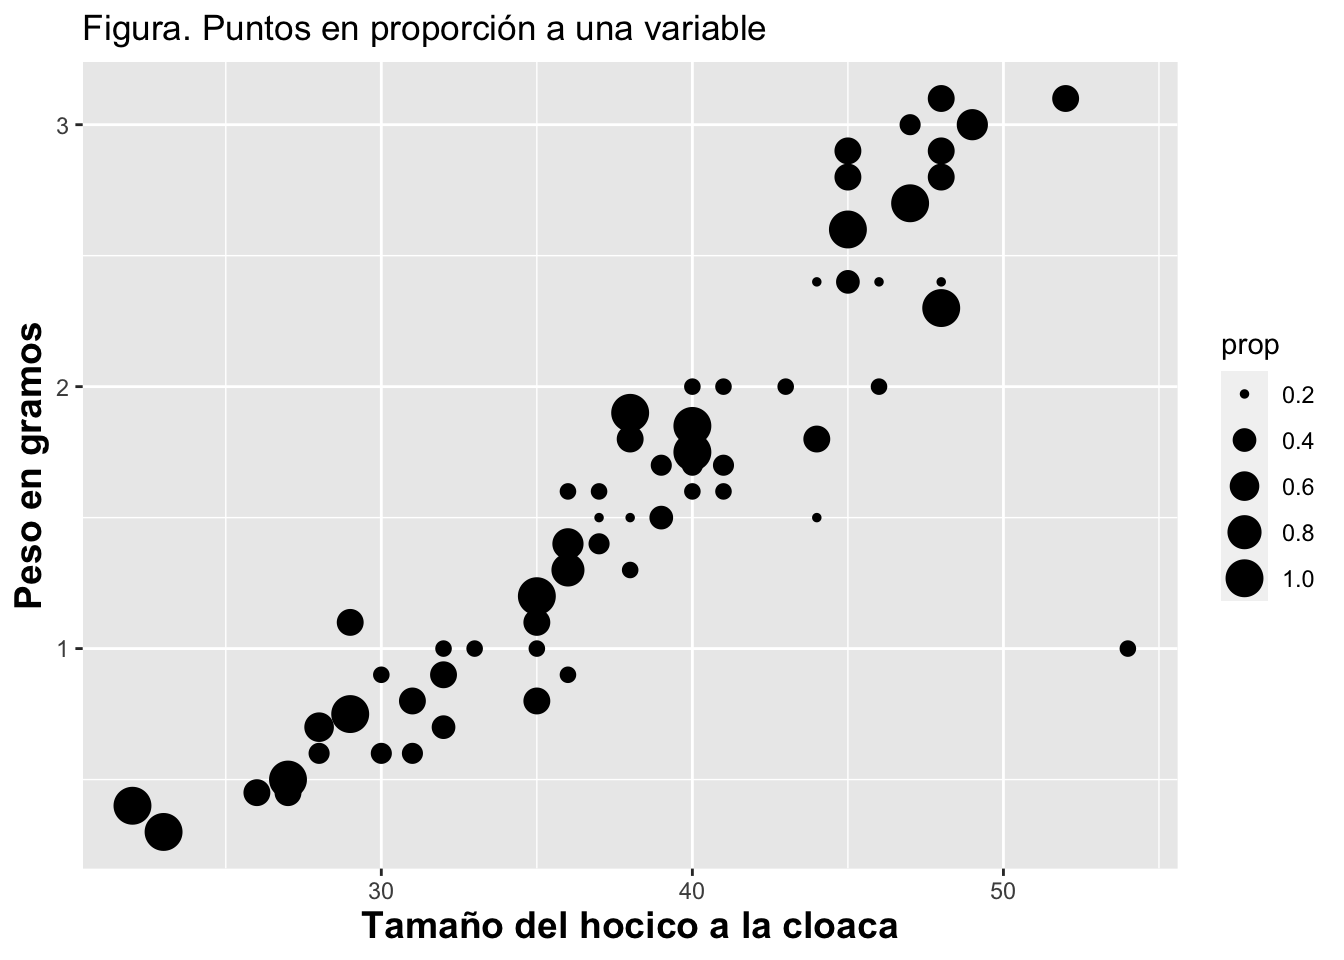 Figura. Puntos en proporción a una variable
3
2
1
Peso en gramos
30 40 50
Tamaño del hocico a la cloaca
prop
0.2
0.4
0.6
0.8
1.0